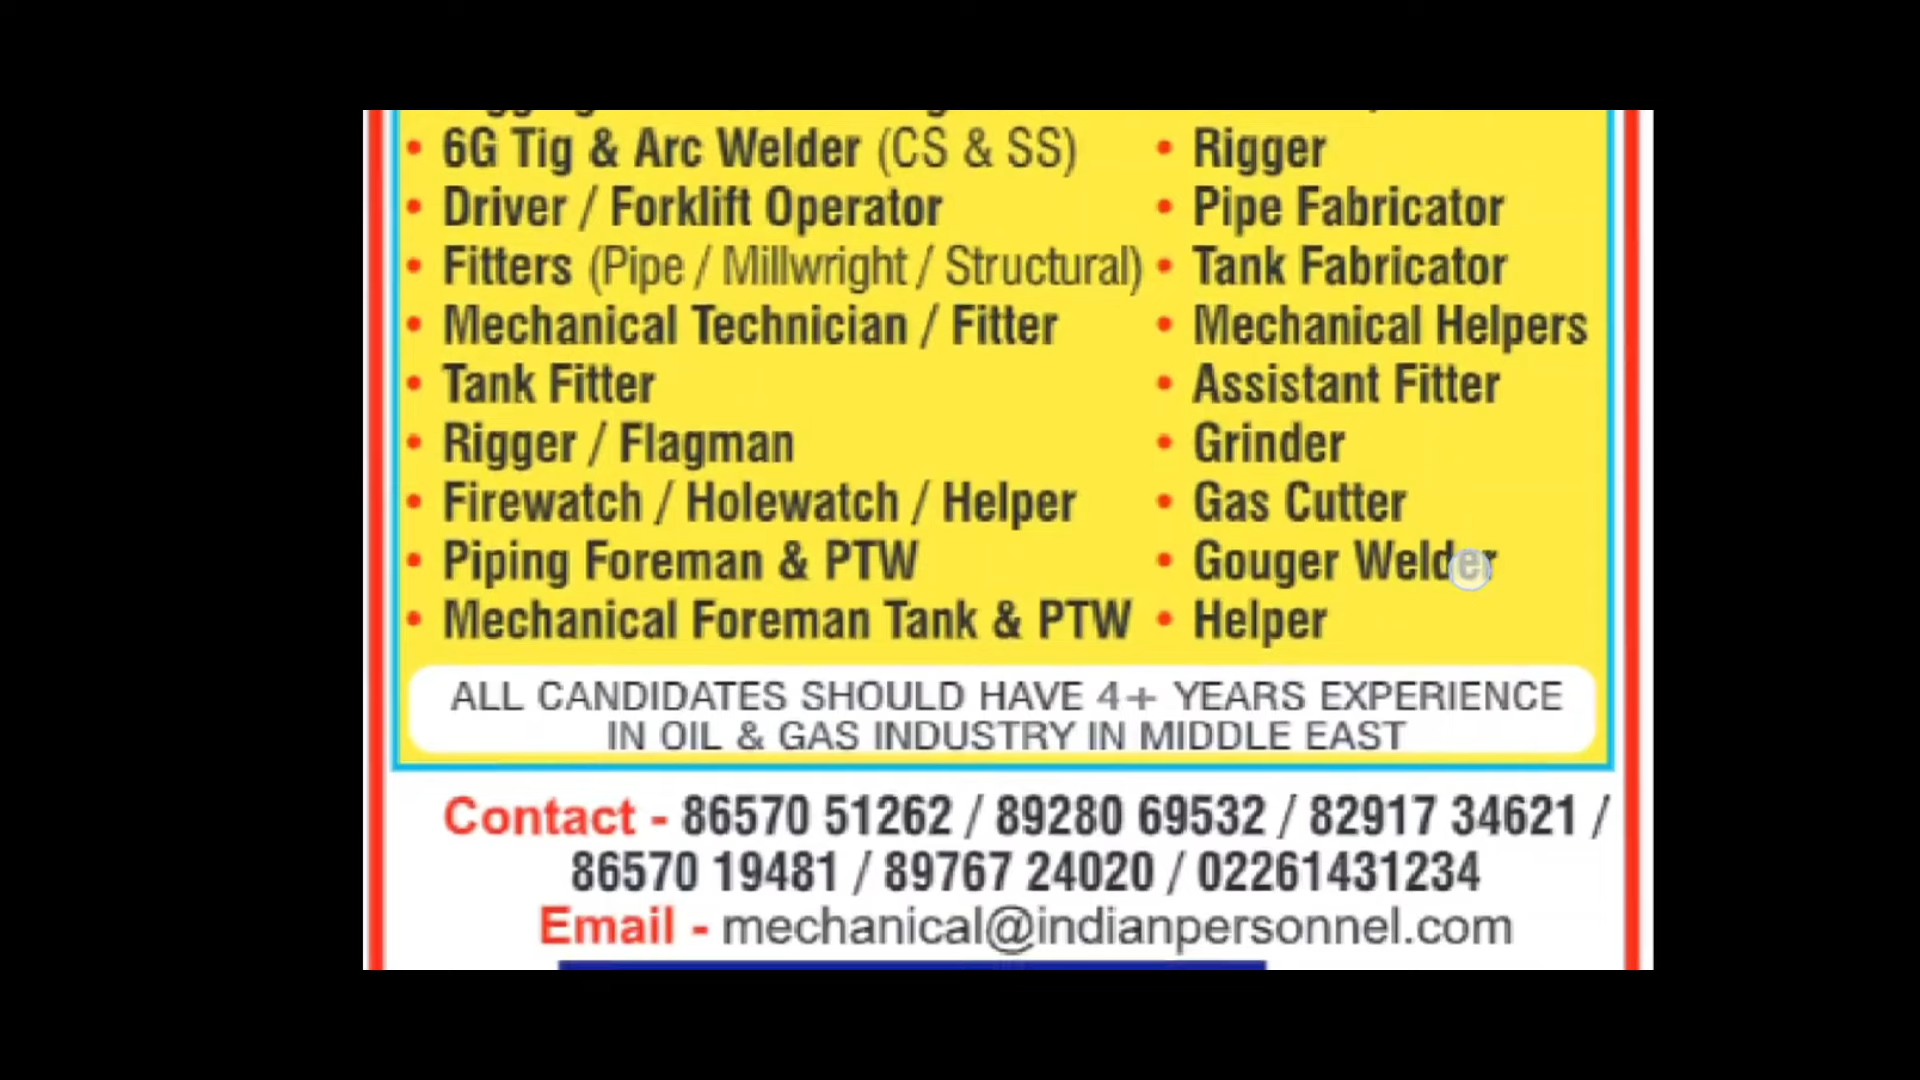 • 6G Tig & Arc Welder (CS & SS)
• Driver / Forklift Operator
• Fitters (Pipe / Millwright / Structural)
• Mechanical Technician / Fitter
• Tank Fitter
• Rigger / Flagman
• Firewatch / Holewatch / Helper
• Piping Foreman & PTW
• Mechanical Foreman Tank & PTW
• Rigger
• Pipe Fabricator
• Tank Fabricator
• Mechanical Helpers
• Assistant Fitter
• Grinder
• Gas Cutter
• Gouger Welder
• Helper
ALL CANDIDATES SHOULD HAVE 4+ YEARS EXPERIENCE
IN OIL & GAS INDUSTRY IN MIDDLE EAST
Contact - 86570 51262 / 89280 69532 / 82917 34621 /
86570 19481 / 89767 24020 / 02261431234
Email - mechanical@indianpersonnel.com